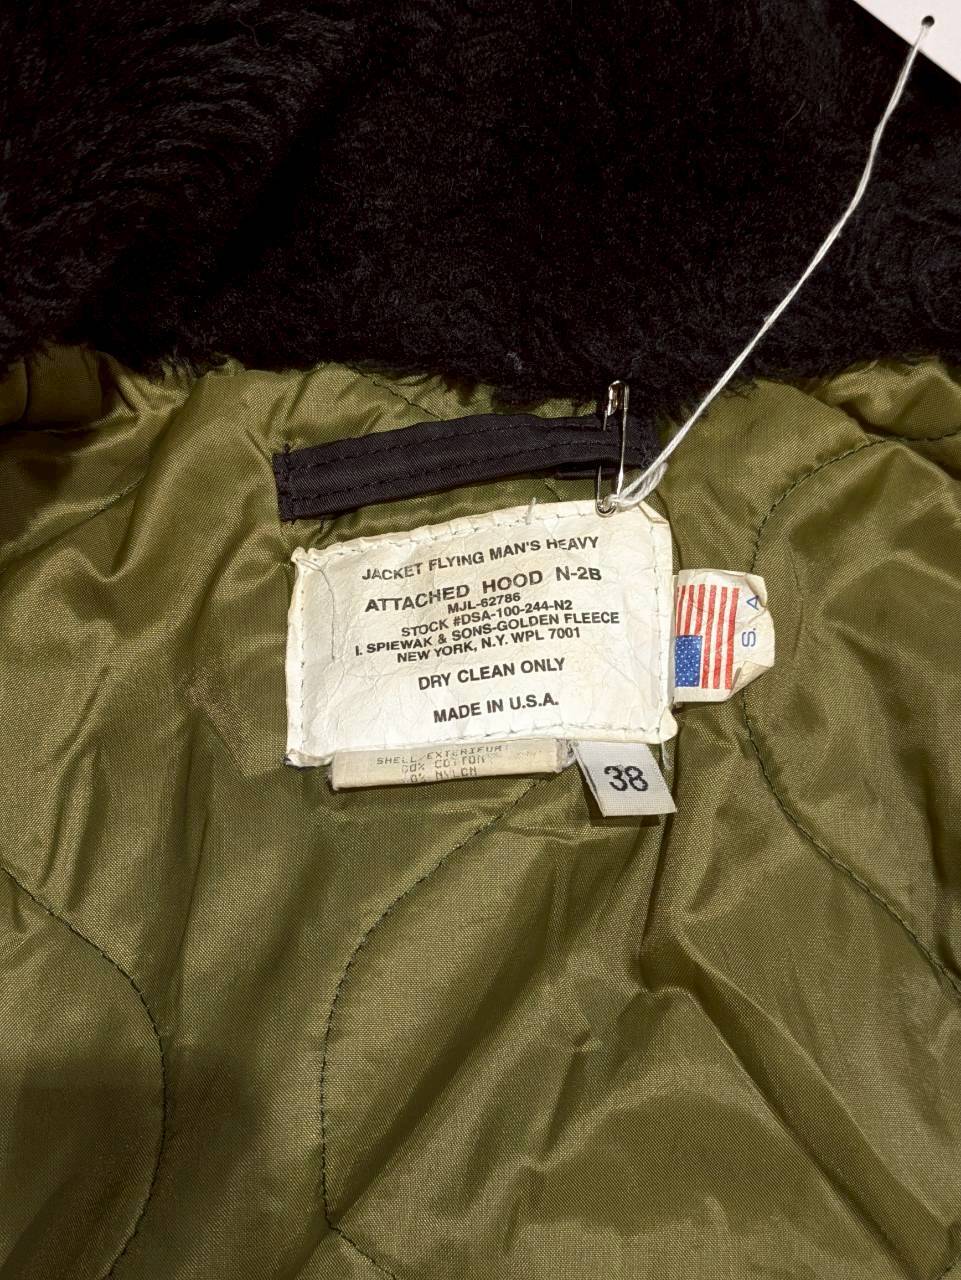 JACKET FLYING MAN'S HEAVY
ATTACHED HOOD N-2B
MJL-62786
STOCK #DSA-100-244-N2
I. SPIEWAK & SONS-GOLDEN FLEECE
NEW YORK, N.Y. WPL 7001
DRY CLEAN ONLY
MADE IN U.S.A.
S. A
SHELL/EXTERIEUR:
COTTON
NYLON
38